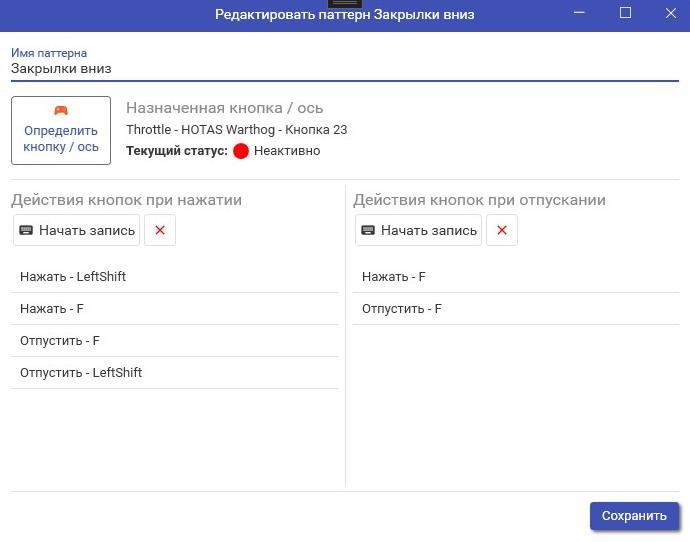 Редактировать паттерн Закрылки вниз
Имя паттерна
Закрылки вниз
Определить
кнопку / ось
Назначенная кнопка / ось
Throttle - HOTAS Warthog - Кнопка 23
Текущий статус: Неактивно
Действия кнопок при нажатии
Начать запись
Нажать - LeftShift
Нажать - F
Отпустить - F
Отпустить - LeftShift
Действия кнопок при отпускании
Начать запись
Нажать - F
Отпустить - F
Сохранить